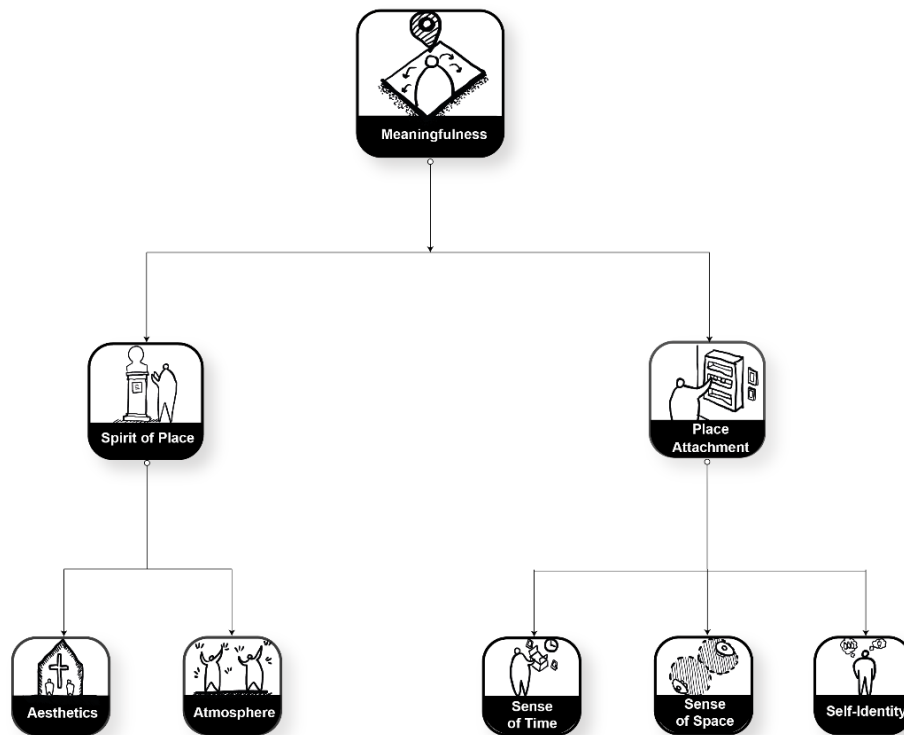 Meaningfulness
Spirit of Place
Place
Attachment
Aesthetics
Atmosphere
Sense
of Time
Sense
of Space
Self-Identity